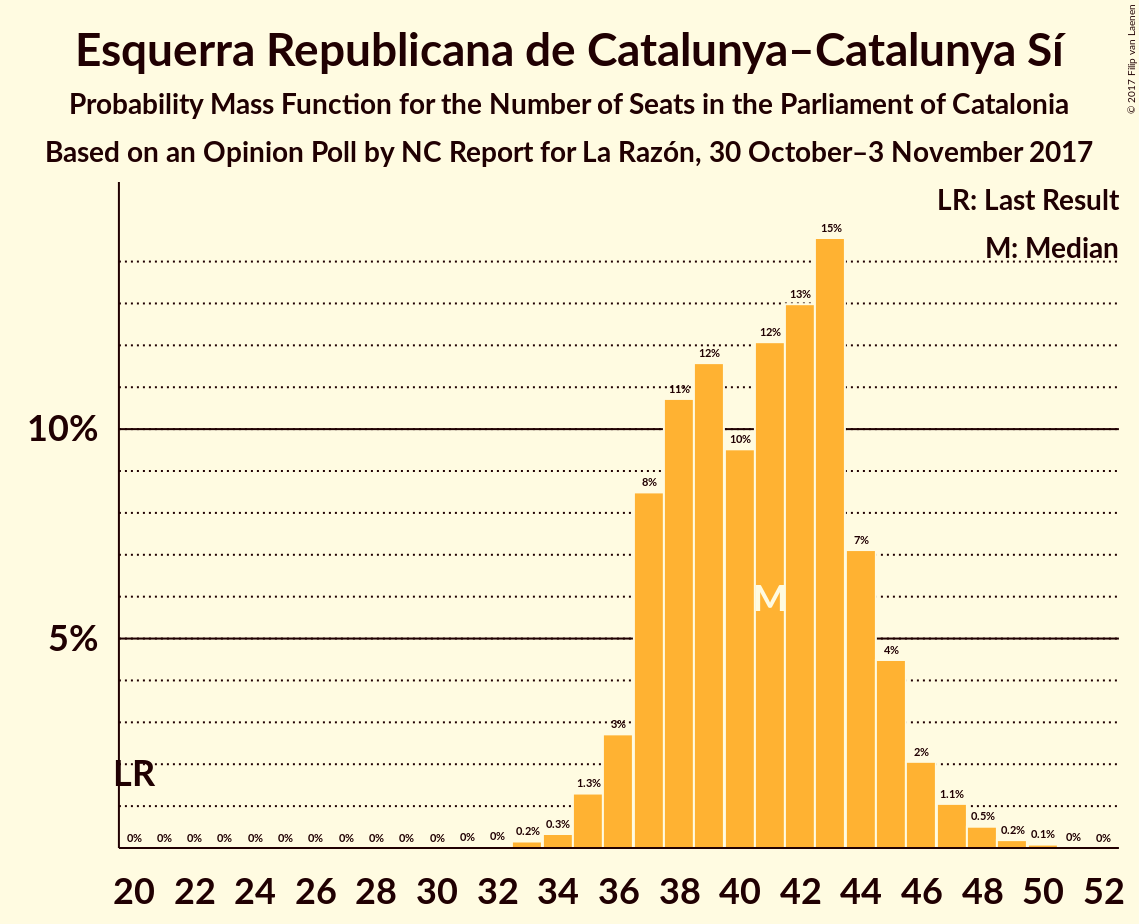 Esquerra Republicana de Catalunya–Catalunya Sí
Probability Mass Function for the Number of Seats in the Parliament of Catalonia
Based on an Opinion Poll by NC Report for La Razón, 30 October–3 November 2017
© 2017 Filip van Laenen
LR: Last Result
M: Median
15%
13%
12%
12%
11%
10%
10%
8%
7%
M
5%
4%
3%
2%
LR
1.3%
1.1%
0% 0% 0% 0% 0% 0% 0% 0% 0% 0% 0% 0% 0% 0.2% 0.3% 0.5% 0.2% 0.1% 0% 0%
20 22 24 26 28 30 32 34 36 38 40 42 44 46 48 50 52